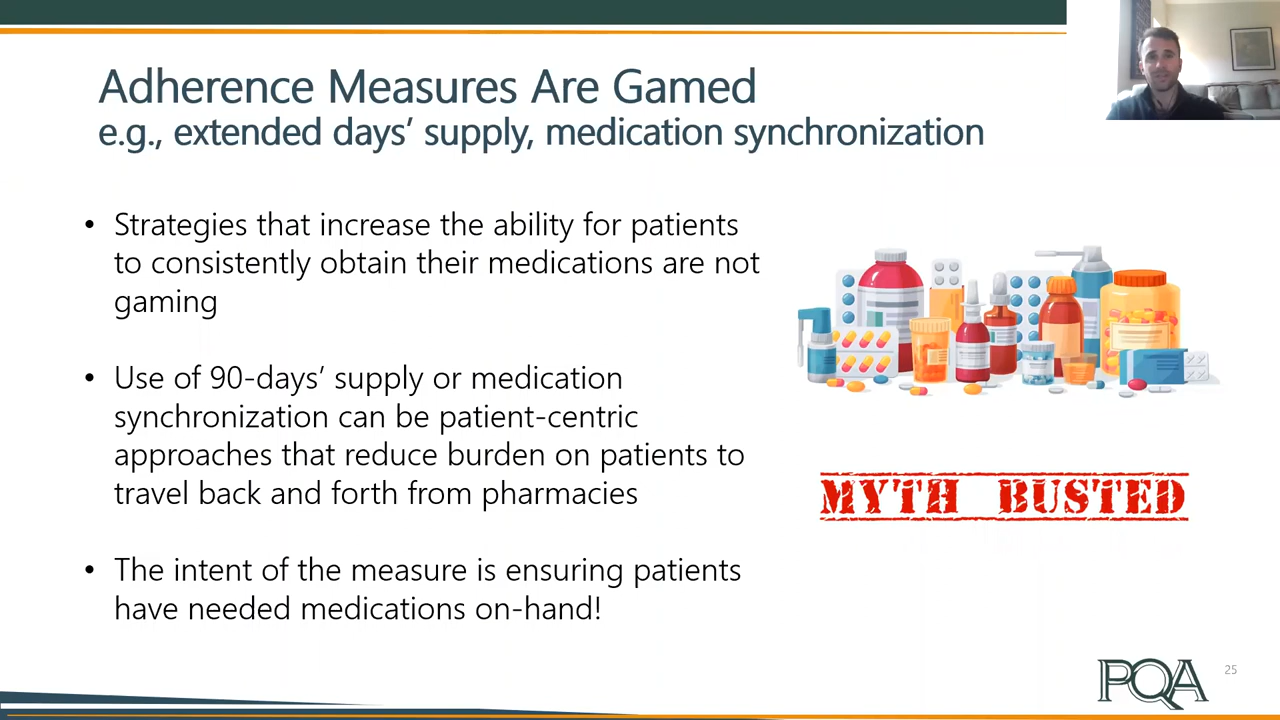 Adherence Measures Are Gamed
e.g., extended days’ supply, medication synchronization
• Strategies that increase the ability for patients
to consistently obtain their medications are not
gaming
• Use of 90-days’ supply or medication
synchronization can be patient-centric
approaches that reduce burden on patients to
travel back and forth from pharmacies
• The intent of the measure is ensuring patients
have needed medications on-hand!
MYTH BUSTED
PQA
25